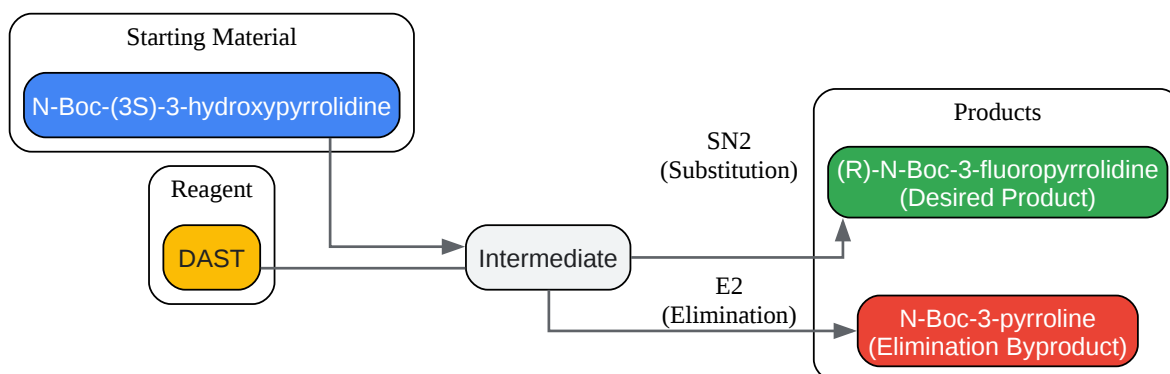 Starting Material
N-Boc-(3S)-3-hydroxypyrrolidine
Reagent
DAST
Intermediate
SN2
(Substitution)
E2
(Elimination)
Products
(R)-N-Boc-3-fluoropyrrolidine
(Desired Product)
N-Boc-3-pyrroline
(Elimination Byproduct)